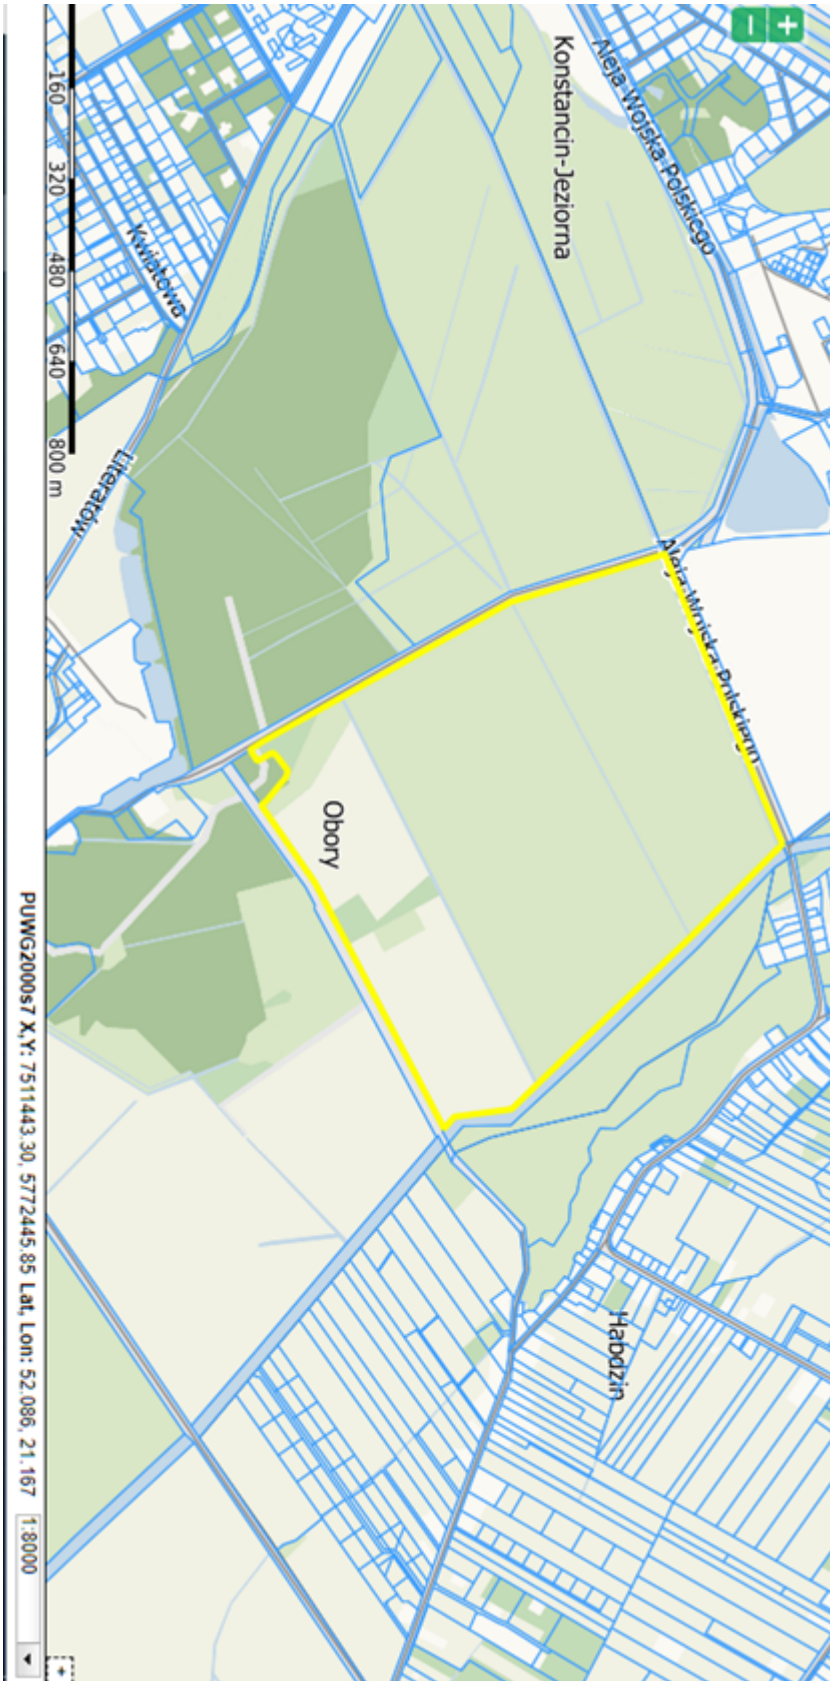 Aleja Wojska Polskiego
Konstancin-Jeziorna
Aleja Wojska Polskiego
Habdzin
Obory
Kwiatowa
Literatów
160 320 480 640 800 m
PUWG2000s7 X,Y: 7511443.30, 5772445.85 Lat, Lon: 52.086, 21.167 1:8000